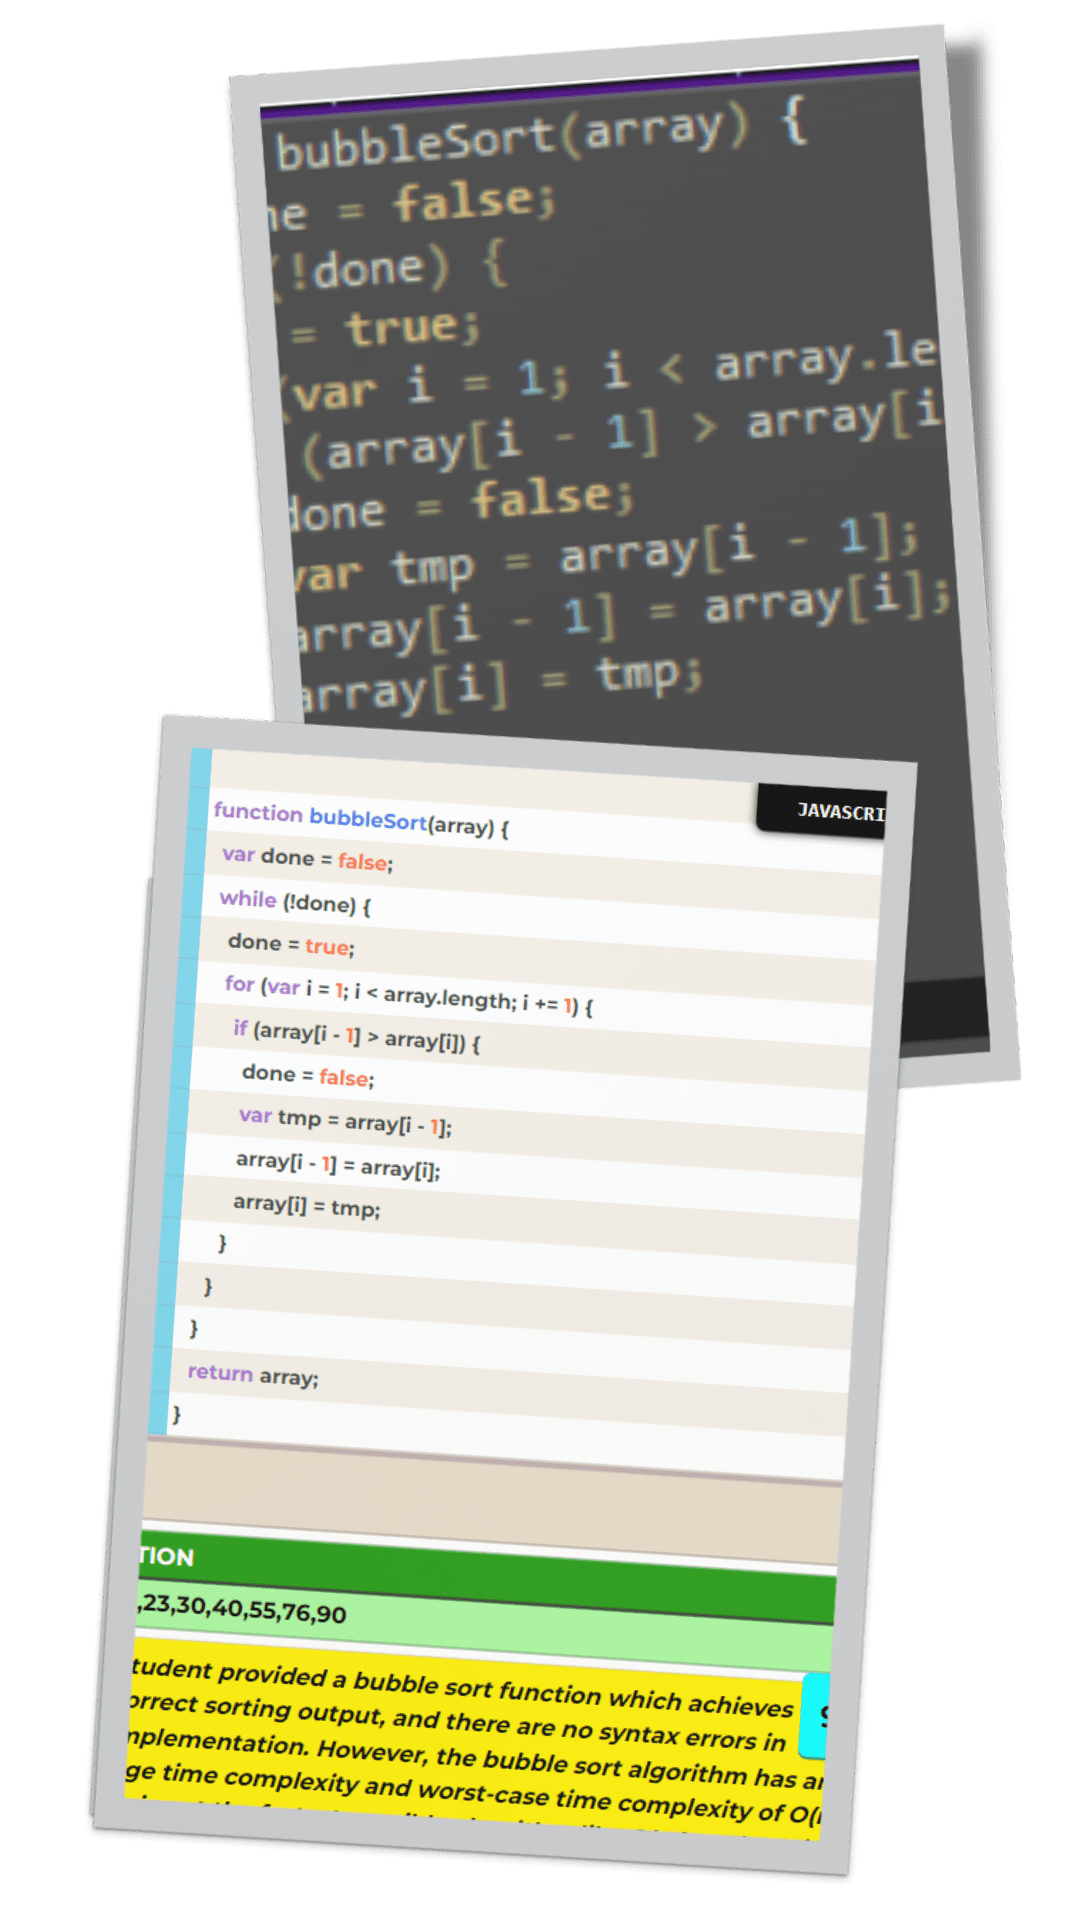 bubbleSort(array) {
ne = false;
(!done) {
= true;
(var i = 1; i < array.le
(array[i - 1] > array[i
done = false;
var tmp = array[i - 1];
array[i - 1] = array[i];
array[i] = tmp;
JAVASCRI
function bubbleSort(array) {
var done = false;
while (!done) {
done = true;
for (var i = 1; i < array.length; i += 1) {
if (array[i - 1] > array[i]) {
done = false;
var tmp = array[i - 1];
array[i - 1] = array[i];
array[i] = tmp;
}
}
}
return array;
}
TION
,23,30,40,55,76,90
tudent provided a bubble sort function which achieves
orrect sorting output, and there are no syntax errors in
mplementation. However, the bubble sort algorithm has an
ge time complexity and worst-case time complexity of O(